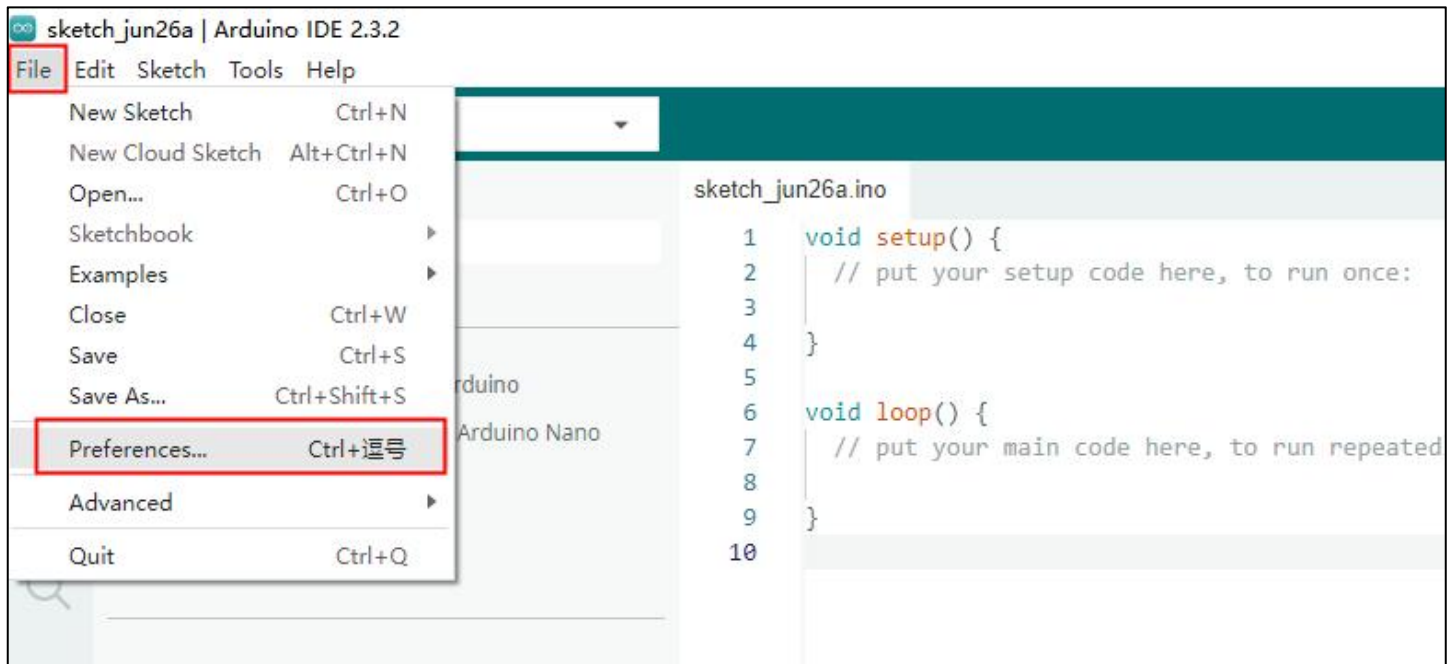 sketch_jun26a | Arduino IDE 2.3.2
File Edit Sketch Tools Help
New Sketch Ctrl+N
New Cloud Sketch Alt+Ctrl+N
Open... Ctrl+O
Sketchbook
Examples
Close Ctrl+W
Save Ctrl+S
Save As... Ctrl+Shift+S
Preferences... Ctrl+逗号
Advanced
Quit Ctrl+Q
rduino
Arduino Nano
sketch_jun26a.ino
1 void setup() {
2 // put your setup code here, to run once:
3
4 }
5
6 void loop() {
7 // put your main code here, to run repeated
8
9 }
10